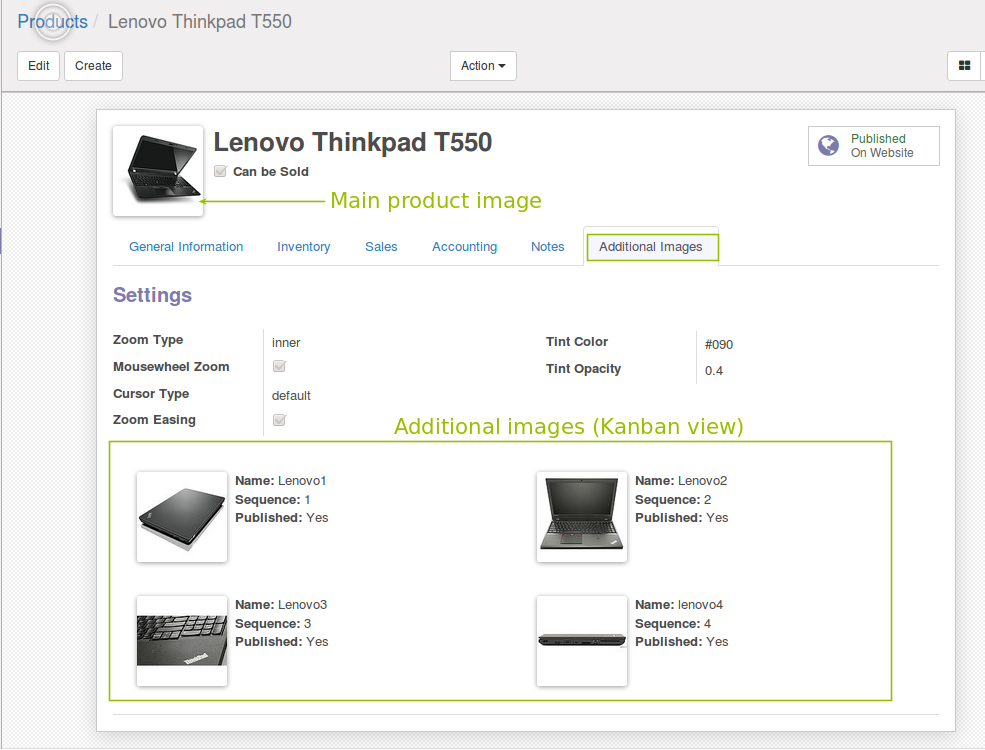 Products / Lenovo Thinkpad T550
Edit Create Action
Lenovo Thinkpad T550
Can be Sold
Published
On Website
Main product image
General Information Inventory Sales Accounting Notes Additional Images
Settings
Zoom Type inner
Mousewheel Zoom
Cursor Type default
Zoom Easing
Tint Color #090
Tint Opacity 0.4
Additional images (Kanban view)
Name: Lenovo1
Sequence: 1
Published: Yes
Name: Lenovo2
Sequence: 2
Published: Yes
Name: Lenovo3
Sequence: 3
Published: Yes
ThinkPad
Name: lenovo4
Sequence: 4
Published: Yes